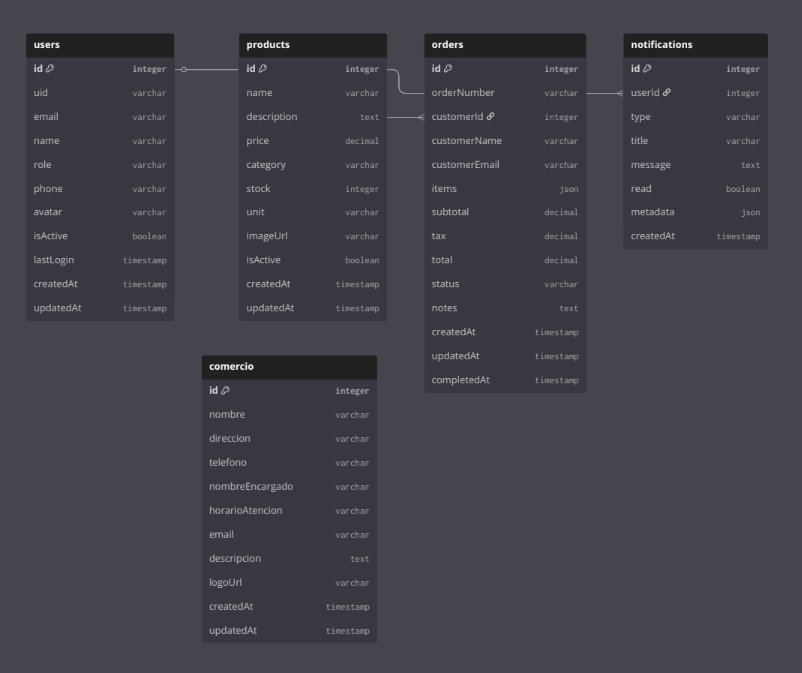 users
id integer
uid varchar
email varchar
name varchar
role varchar
phone varchar
avatar varchar
isActive boolean
lastLogin timestamp
createdAt timestamp
updatedAt timestamp
products
id integer
name varchar
description text
price decimal
category varchar
stock integer
unit varchar
imageUrl varchar
isActive boolean
createdAt timestamp
updatedAt timestamp
orders
id integer
orderNumber varchar
customerId integer
customerName varchar
customerEmail varchar
items json
subtotal decimal
tax decimal
total decimal
status varchar
notes text
createdAt timestamp
updatedAt timestamp
completedAt timestamp
notifications
id integer
userId integer
type varchar
title varchar
message text
read boolean
metadata json
createdAt timestamp
comercio
id integer
nombre varchar
direccion varchar
telefono varchar
nombreEncargado varchar
horarioAtencion varchar
email varchar
descripcion text
logoUrl varchar
createdAt timestamp
updatedAt timestamp